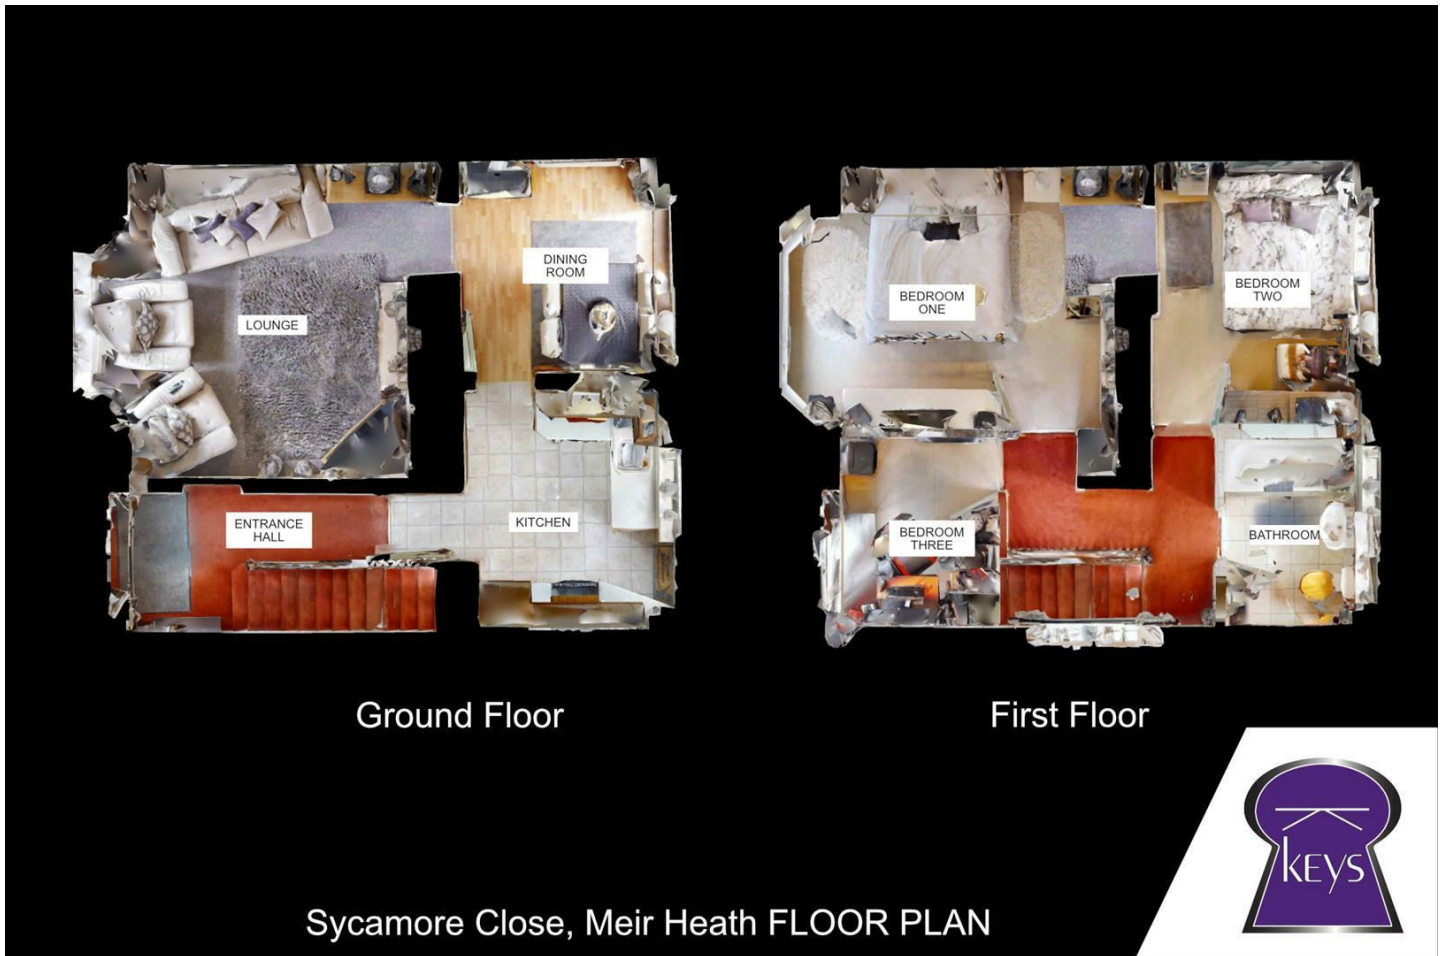 LOUNGE
DINING
ROOM
ENTRANCE
HALL
KITCHEN
BEDROOM
ONE
BEDROOM
TWO
BEDROOM
THREE
BATHROOM
Ground Floor
First Floor
KEYS
Sycamore Close, Meir Heath FLOOR PLAN